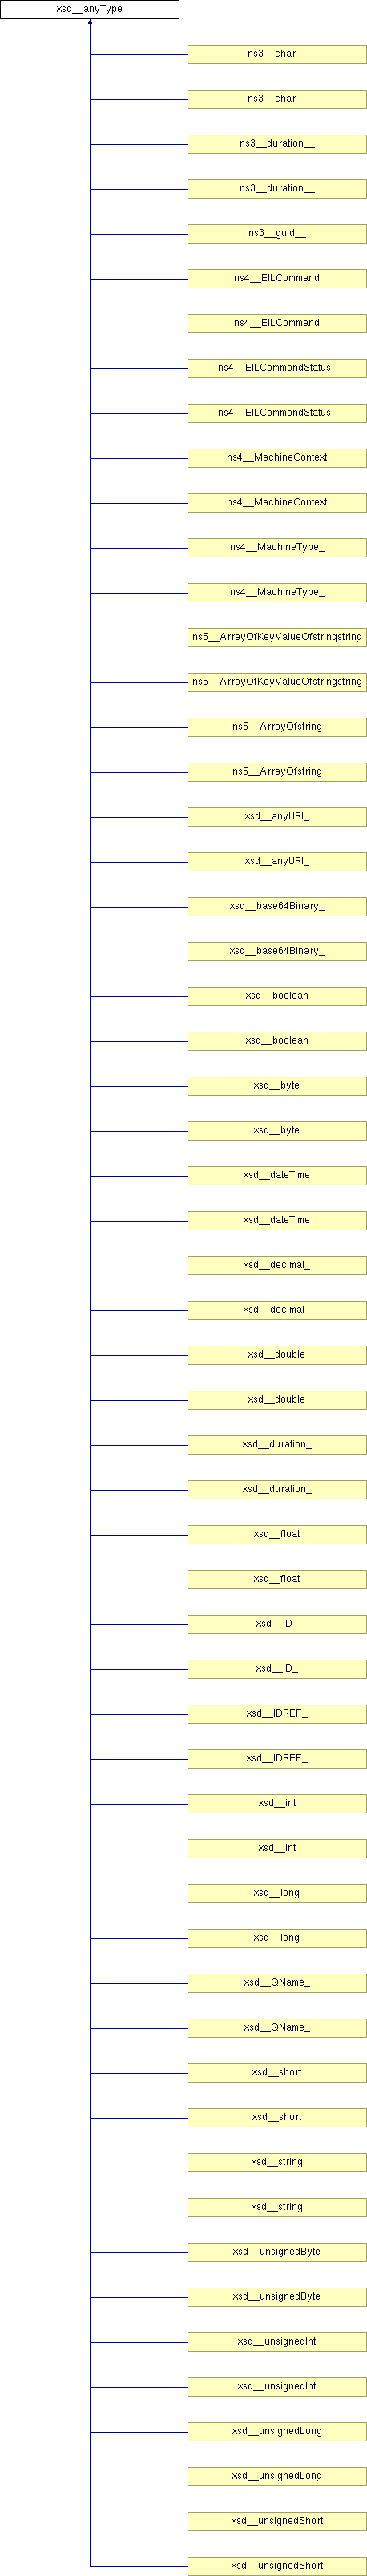 xsd__anyType
ns3__char__
ns3__char__
ns3__duration__
ns3__duration__
ns3__guid__
ns4__EILCommand
ns4__EILCommand
ns4__EILCommandStatus_
ns4__EILCommandStatus_
ns4__MachineContext
ns4__MachineContext
ns4__MachineType_
ns4__MachineType_
ns5__ArrayOfKeyValueOfstringstring
ns5__ArrayOfKeyValueOfstringstring
ns5__ArrayOfstring
ns5__ArrayOfstring
xsd__anyURI_
xsd__anyURI_
xsd__base64Binary_
xsd__base64Binary_
xsd__boolean
xsd__boolean
xsd__byte
xsd__byte
xsd__dateTime
xsd__dateTime
xsd__decimal_
xsd__decimal_
xsd__double
xsd__double
xsd__duration_
xsd__duration_
xsd__float
xsd__float
xsd__ID_
xsd__ID_
xsd__IDREF_
xsd__IDREF_
xsd__int
xsd__int
xsd__long
xsd__long
xsd__QName_
xsd__QName_
xsd__short
xsd__short
xsd__string
xsd__string
xsd__unsignedByte
xsd__unsignedByte
xsd__unsignedInt
xsd__unsignedInt
xsd__unsignedLong
xsd__unsignedLong
xsd__unsignedShort
xsd__unsignedShort